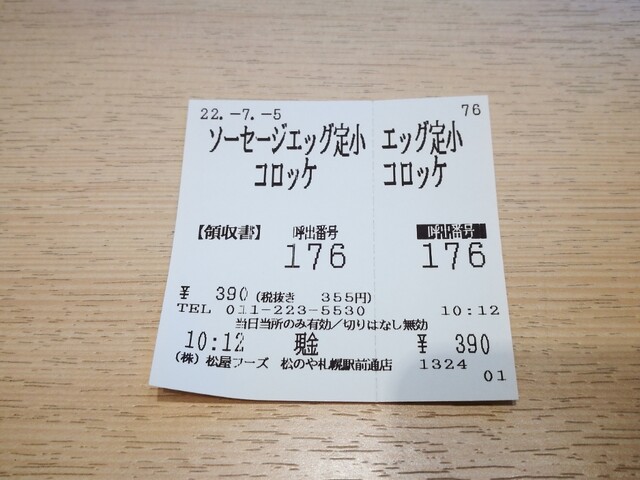 22.-7.-5 76
ソーセージエッグ定小 エッグ定小
コロッケ コロッケ
【領収書】 呼出番号 呼出番号
176 176
¥ 390 (税抜き 355円)
TEL 011-223-5530 10:12
当日当所のみ有効/切りはなし無効
10:12 現金 ¥ 390
(株) 松屋フーズ 松のや札幌駅前通店 1324
01